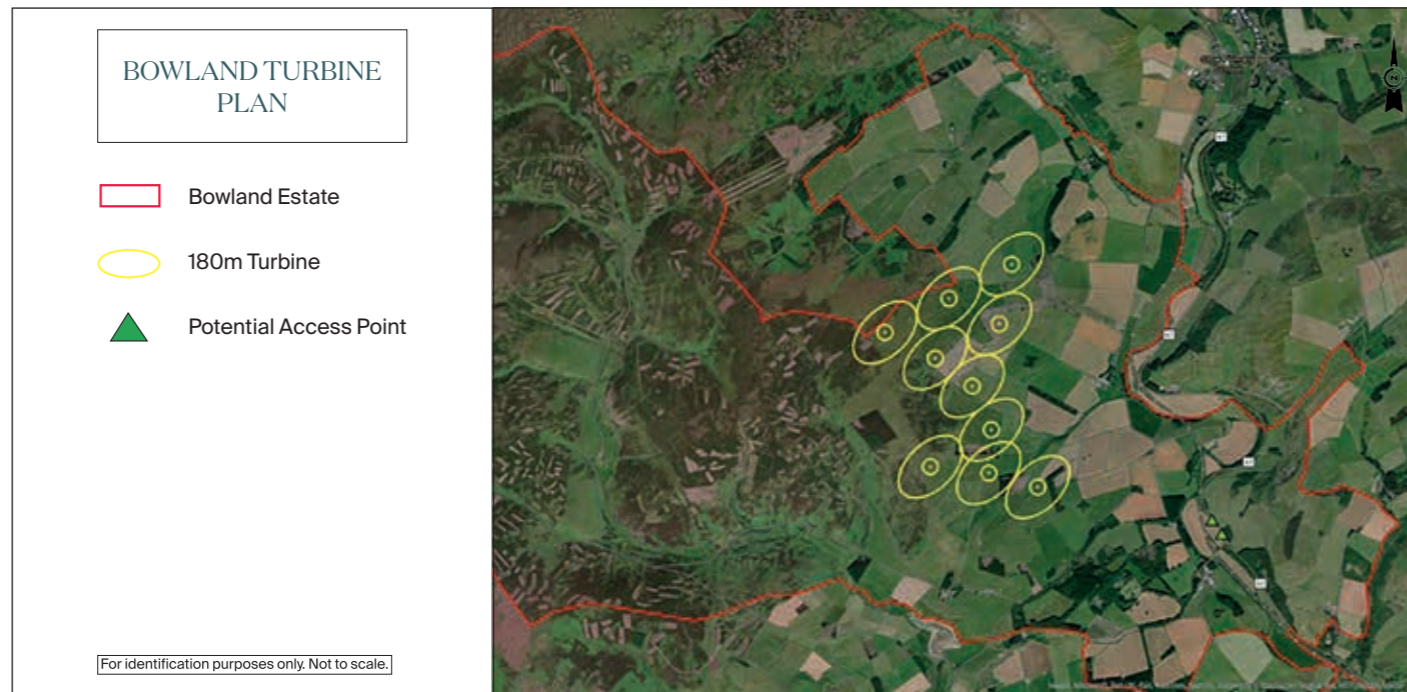 BOWLAND TURBINE
PLAN
Bowland Estate
180m Turbine
Potential Access Point
For identification purposes only. Not to scale.
N